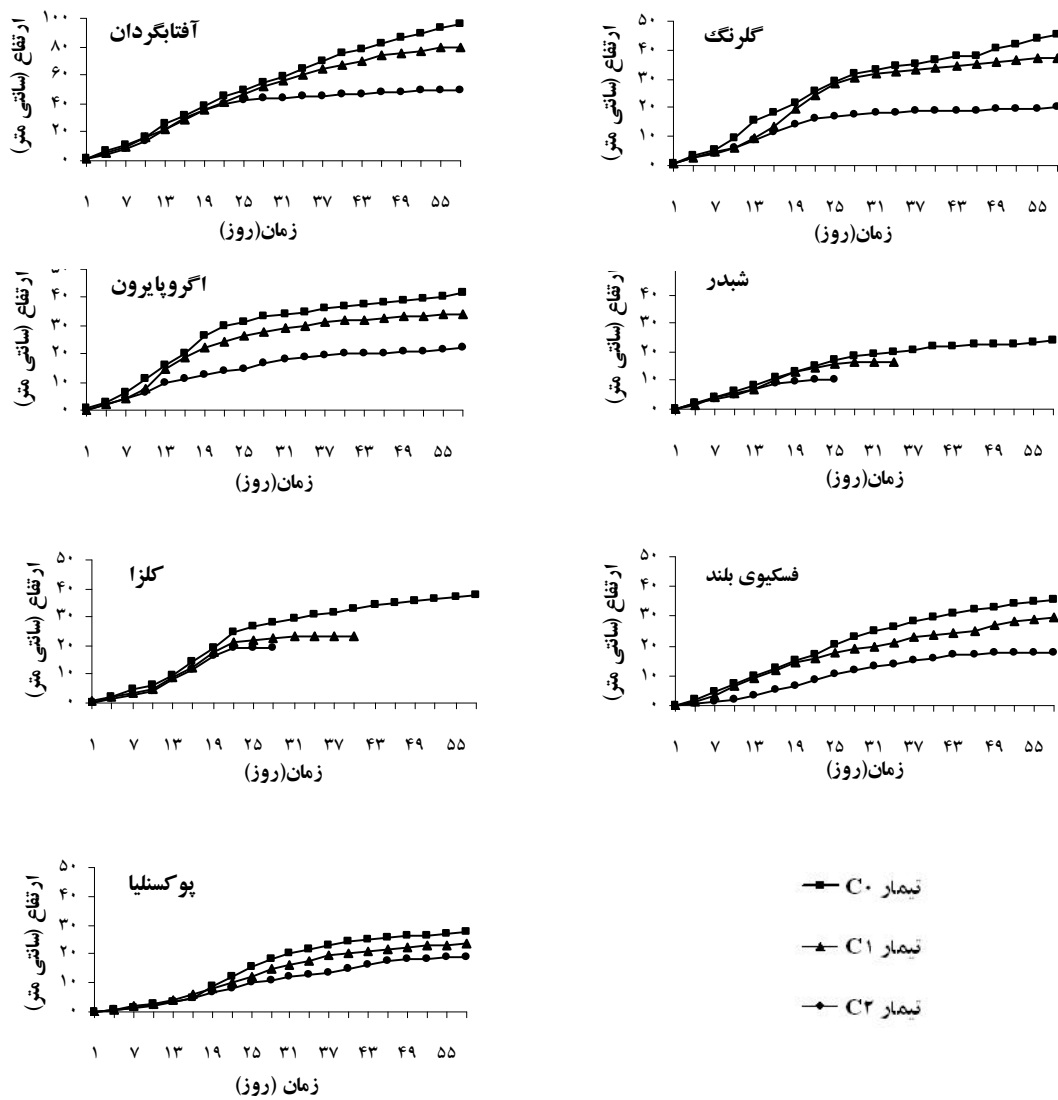 آفتابگردان
ارتفاع (سانتی متر)
۱۰۰
۸۰
۶۰
۴۰
۲۰
۰
۱ ۷ ۱۳ ۱۹ ۲۵ ۳۱ ۳۷ ۴۳ ۴۹ ۵۵
زمان(روز)
گلرنگ
ارتفاع (سانتی متر)
۵۰
۴۰
۳۰
۲۰
۱۰
۰
۱ ۷ ۱۳ ۱۹ ۲۵ ۳۱ ۳۷ ۴۳ ۴۹ ۵۵
زمان(روز)
اگروپایرون
ارتفاع (سانتی متر)
۴۰
۳۰
۲۰
۱۰
۰
۱ ۷ ۱۳ ۱۹ ۲۵ ۳۱ ۳۷ ۴۳ ۴۹ ۵۵
زمان(روز)
شبدر
ارتفاع (سانتی متر)
۴۰
۳۰
۲۰
۱۰
۰
۱ ۷ ۱۳ ۱۹ ۲۵ ۳۱ ۳۷ ۴۳ ۴۹ ۵۵
زمان(روز)
کلزا
ارتفاع (سانتی متر)
۵۰
۴۰
۳۰
۲۰
۱۰
۰
۱ ۷ ۱۳ ۱۹ ۲۵ ۳۱ ۳۷ ۴۳ ۴۹ ۵۵
زمان(روز)
فسکیوی بلند
ارتفاع (سانتی متر)
۵۰
۴۰
۳۰
۲۰
۱۰
۰
۱ ۷ ۱۳ ۱۹ ۲۵ ۳۱ ۳۷ ۴۳ ۴۹ ۵۵
زمان(روز)
پوکسنلیا
ارتفاع (سانتی متر)
۵۰
۴۰
۳۰
۲۰
۱۰
۰
۱ ۷ ۱۳ ۱۹ ۲۵ ۳۱ ۳۷ ۴۳ ۴۹ ۵۵
زمان (روز)
تیمار C۰
تیمار C۱
تیمار C۲